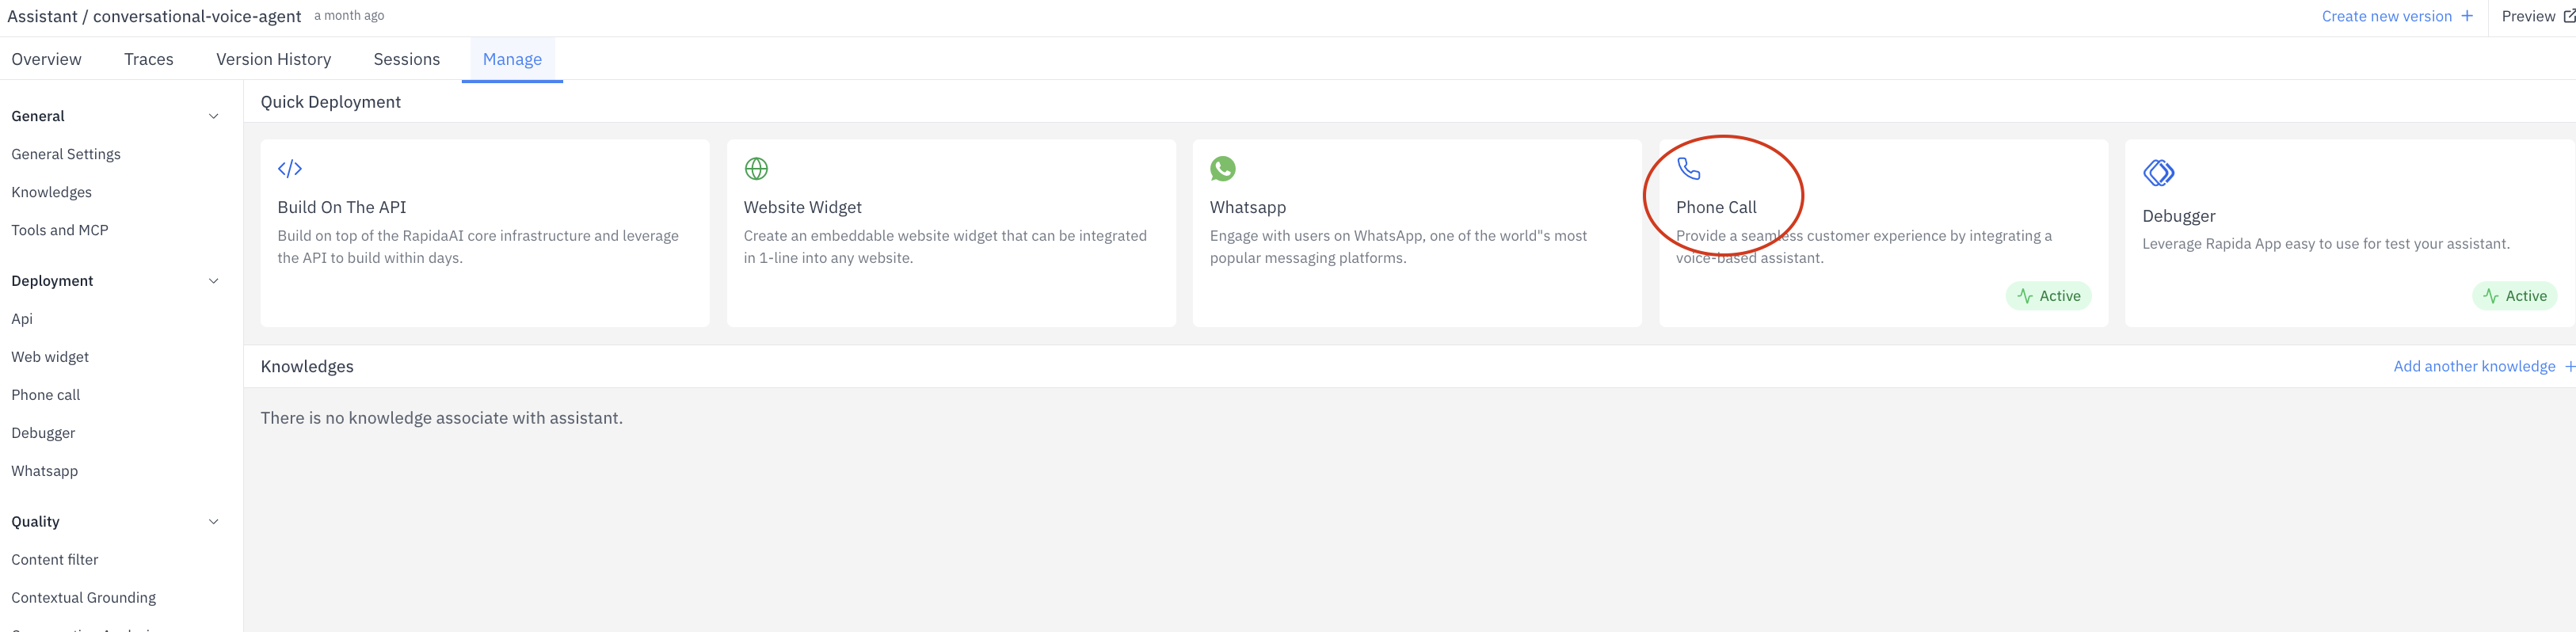 Assistant / conversational-voice-agent a month ago
Create new version +
Preview
Overview Traces Version History Sessions Manage
General
General Settings
Knowledges
Tools and MCP
Deployment
Api
Web widget
Phone call
Debugger
Whatsapp
Quality
Content filter
Contextual Grounding
Quick Deployment
Build On The API
Build on top of the RapidaAI core infrastructure and leverage
the API to build within days.
Website Widget
Create an embeddable website widget that can be integrated
in 1-line into any website.
Whatsapp
Engage with users on WhatsApp, one of the world"s most
popular messaging platforms.
Phone Call
Provide a seamless customer experience by integrating a
voice-based assistant.
Active
Debugger
Leverage Rapida App easy to use for test your assistant.
Active
Knowledges
Add another knowledge +
There is no knowledge associate with assistant.